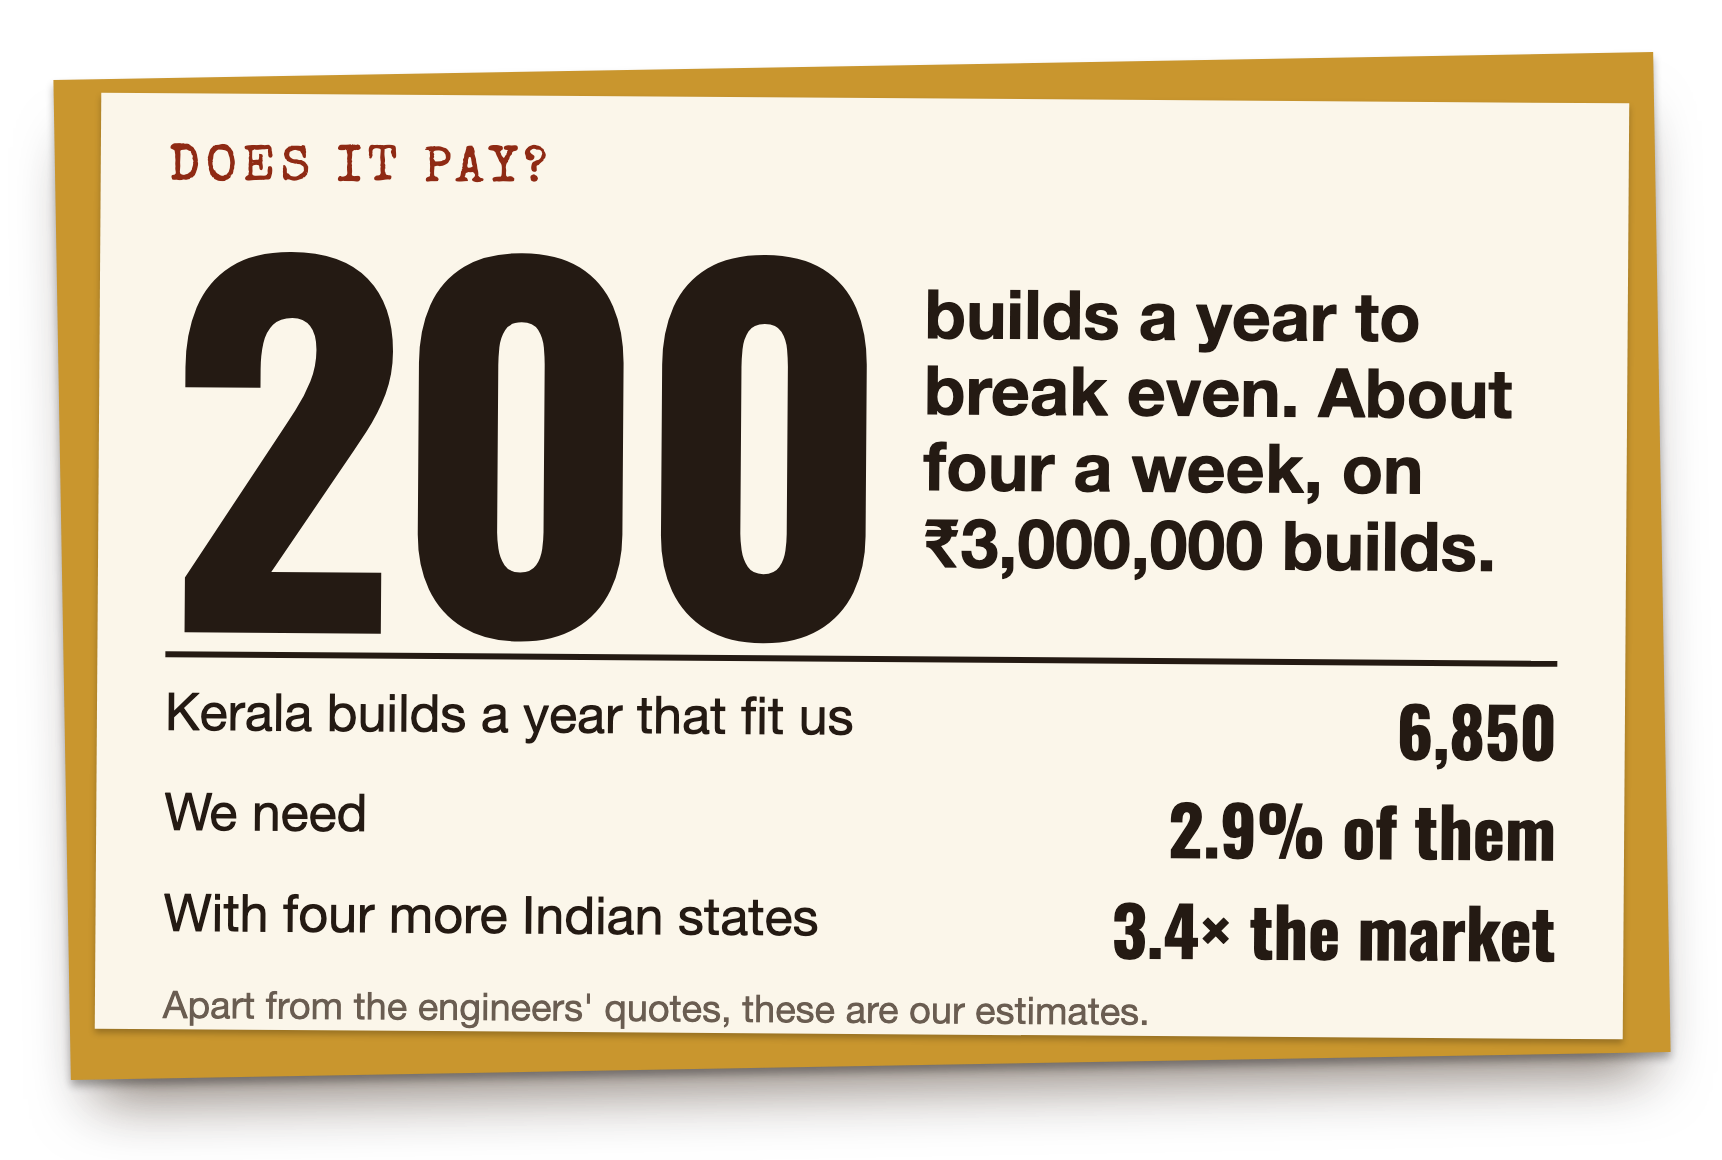 DOES IT PAY?
200
builds a year to
break even. About
four a week, on
₹3,000,000 builds.
Kerala builds a year that fit us 6,850
We need 2.9% of them
With four more Indian states 3.4× the market
Apart from the engineers' quotes, these are our estimates.